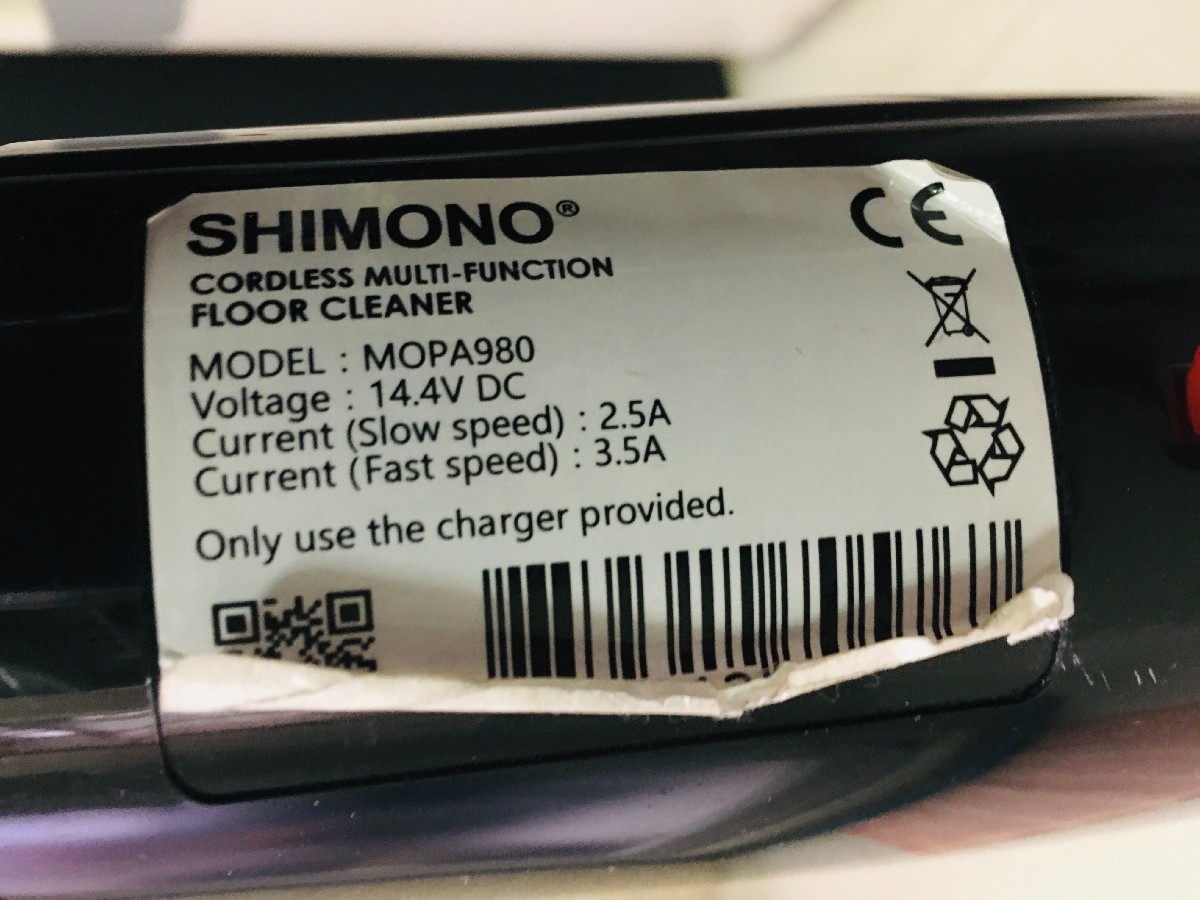 SHIMONO®
CE
CORDLESS MULTI-FUNCTION
FLOOR CLEANER
MODEL : MOPA980
Voltage : 14.4V DC
Current (Slow speed) : 2.5A
Current (Fast speed) : 3.5A
Only use the charger provided.